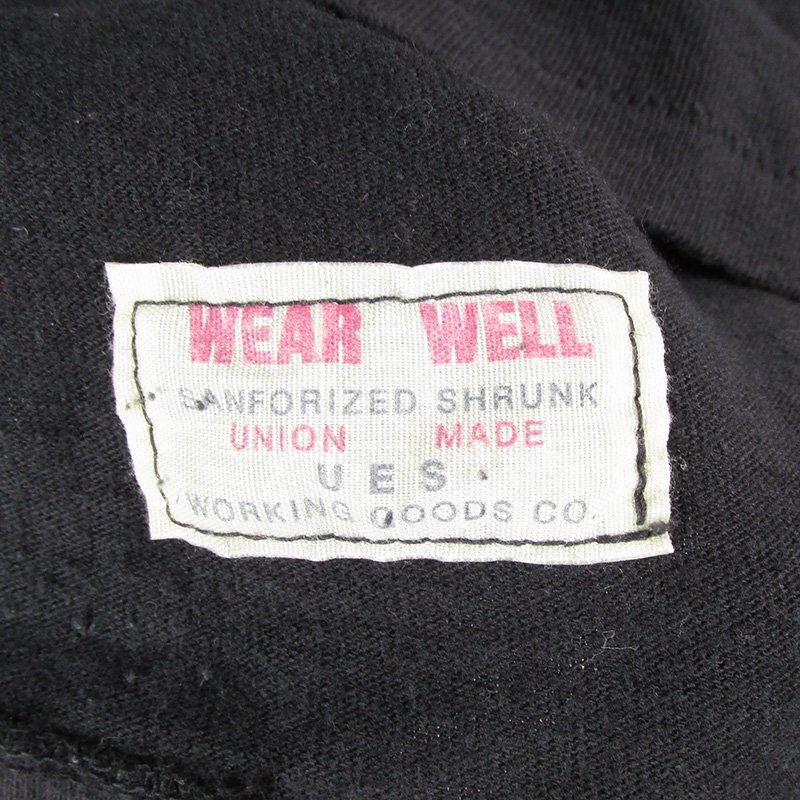 WEAR WELL
SANFORIZED SHRUNK
UNION MADE
UES
WORKING GOODS CO.